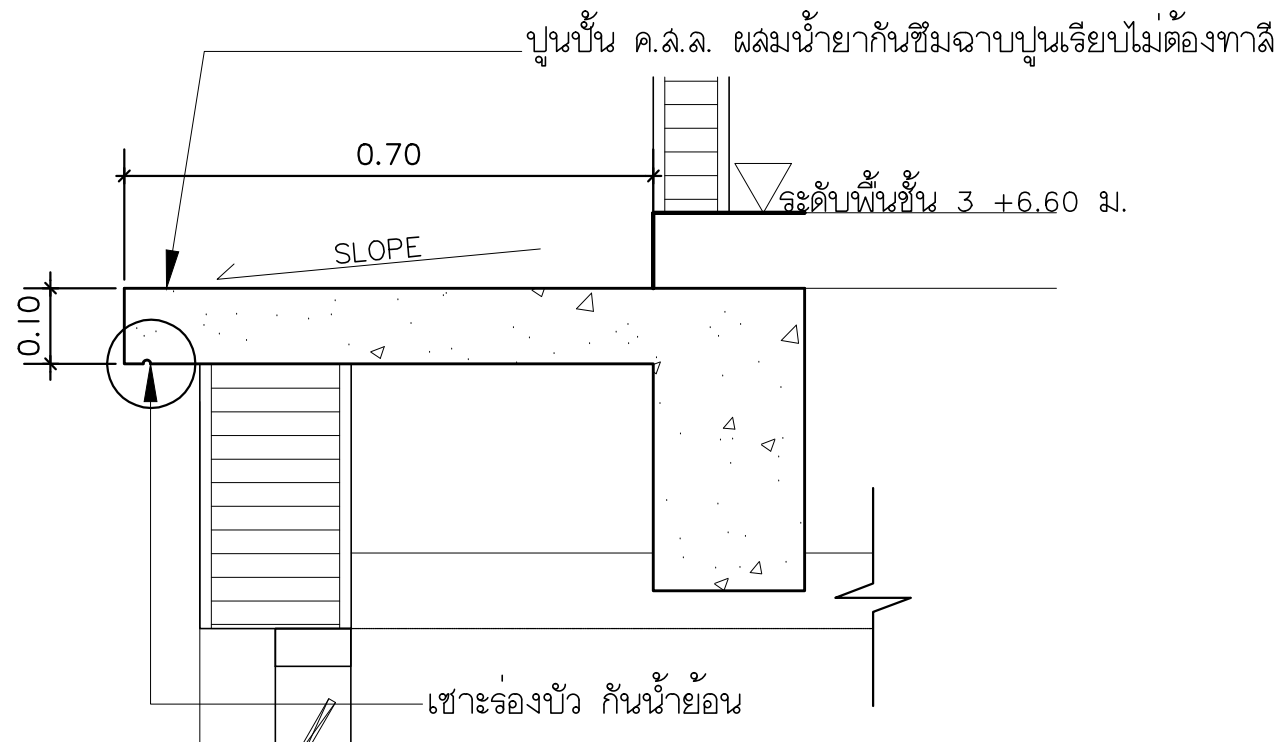 ปูนปั้น ค.ส.ล. ผสมน้ำยากันซึมฉาบปูนเรียบไม่ต้องทาสี
0.70
ระดับพื้นชั้น 3 +6.60 ม.
SLOPE
0.10
เซาะร่องบัว กันน้ำย้อน